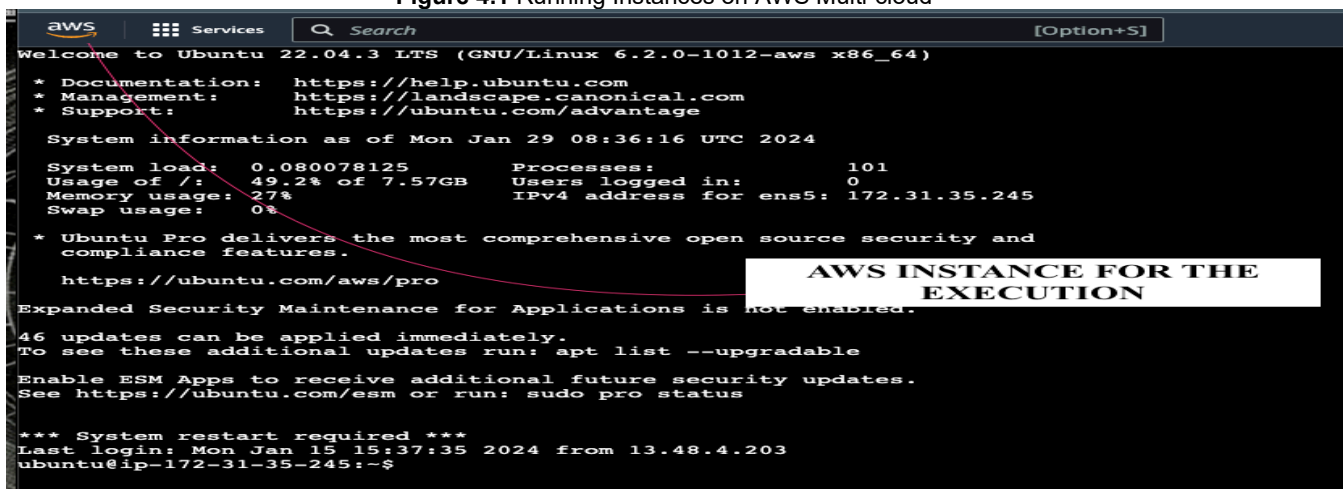 Figure 4.1 Running Instances on AWS Multi-cloud
aws Services Search [Option+S]
Welcome to Ubuntu 22.04.3 LTS (GNU/Linux 6.2.0-1012-aws x86_64)
* Documentation: https://help.ubuntu.com
* Management: https://landscape.canonical.com
* Support: https://ubuntu.com/advantage
System information as of Mon Jan 29 08:36:16 UTC 2024
System load: 0.080078125 Processes: 101
Usage of /: 49.2% of 7.57GB Users logged in: 0
Memory usage: 27% IPv4 address for ens5: 172.31.35.245
Swap usage: 0%
* Ubuntu Pro delivers the most comprehensive open source security and
compliance features.
https://ubuntu.com/aws/pro
AWS INSTANCE FOR THE
EXECUTION
Expanded Security Maintenance for Applications is not enabled.
46 updates can be applied immediately.
To see these additional updates run: apt list --upgradable
Enable ESM Apps to receive additional future security updates.
See https://ubuntu.com/esm or run: sudo pro status
*** System restart required ***
Last login: Mon Jan 15 15:37:35 2024 from 13.48.4.203
ubuntu@ip-172-31-35-245:~$